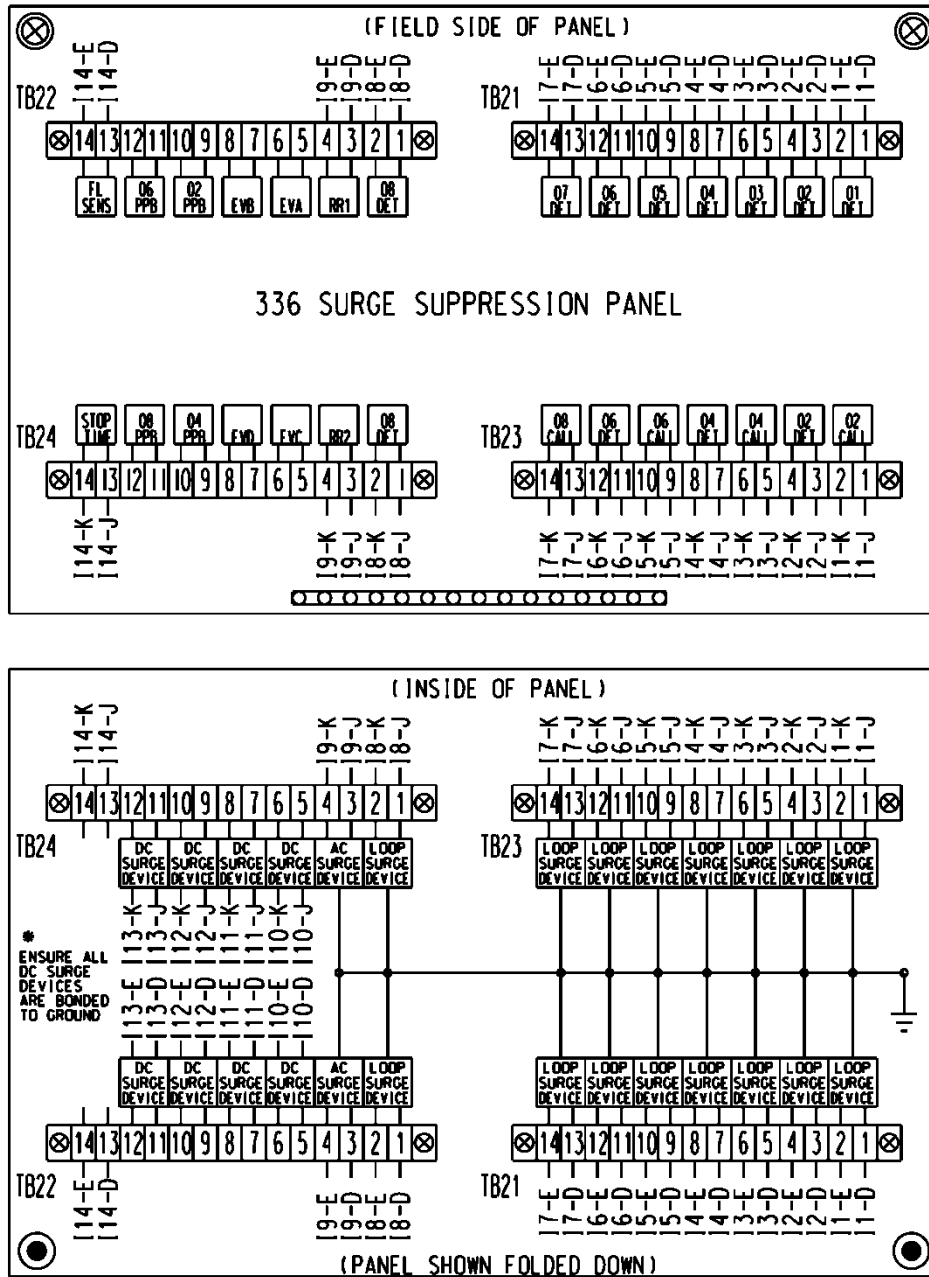 (FIELD SIDE OF PANEL)
I14-E I14-D I9-E I9-D I8-E I8-D I7-E I7-D I6-E I6-D I5-E I5-D I4-E I4-D I3-E I3-D I2-E I2-D I1-E I1-D
TB22 TB21
14 13 12 11 10 9 8 7 6 5 4 3 2 1 14 13 12 11 10 9 8 7 6 5 4 3 2 1
FL SENS 06 PPB 02 PPB EVB EVA RR1 08 DET 07 DET 06 DET 05 DET 04 DET 03 DET 02 DET 01 DET
336 SURGE SUPPRESSION PANEL
STOP TIME 08 PPB 04 PPB EVD EVC RR2 08 DET 08 CALL 06 DET 06 CALL 04 DET 04 CALL 02 DET 02 CALL
TB24 TB23
14 13 12 11 10 9 8 7 6 5 4 3 2 1 14 13 12 11 10 9 8 7 6 5 4 3 2 1
I14-K I14-J I9-K I9-J I8-K I8-J I7-K I7-J I6-K I6-J I5-K I5-J I4-K I4-J I3-K I3-J I2-K I2-J I1-K I1-J
(INSIDE OF PANEL)
I14-K I14-J I9-K I9-J I8-K I8-J I7-K I7-J I6-K I6-J I5-K I5-J I4-K I4-J I3-K I3-J I2-K I2-J I1-K I1-J
14 13 12 11 10 9 8 7 6 5 4 3 2 1 14 13 12 11 10 9 8 7 6 5 4 3 2 1
TB24 TB23
DC SURGE DEVICE DC SURGE DEVICE DC SURGE DEVICE DC SURGE DEVICE AC SURGE DEVICE LOOP SURGE DEVICE LOOP SURGE DEVICE LOOP SURGE DEVICE LOOP SURGE DEVICE LOOP SURGE DEVICE LOOP SURGE DEVICE LOOP SURGE DEVICE LOOP SURGE DEVICE
I13-K I13-J I12-K I12-J I11-K I11-J I10-K I10-J
*
ENSURE ALL
DC SURGE
DEVICES
ARE BONDED
TO GROUND
I13-E I13-D I12-E I12-D I11-E I11-D I10-E I10-D
DC SURGE DEVICE DC SURGE DEVICE DC SURGE DEVICE DC SURGE DEVICE AC SURGE DEVICE LOOP SURGE DEVICE LOOP SURGE DEVICE LOOP SURGE DEVICE LOOP SURGE DEVICE LOOP SURGE DEVICE LOOP SURGE DEVICE LOOP SURGE DEVICE LOOP SURGE DEVICE
14 13 12 11 10 9 8 7 6 5 4 3 2 1 14 13 12 11 10 9 8 7 6 5 4 3 2 1
TB22 TB21
I14-E I14-D I9-E I9-D I8-E I8-D I7-E I7-D I6-E I6-D I5-E I5-D I4-E I4-D I3-E I3-D I2-E I2-D I1-E I1-D
(PANEL SHOWN FOLDED DOWN)